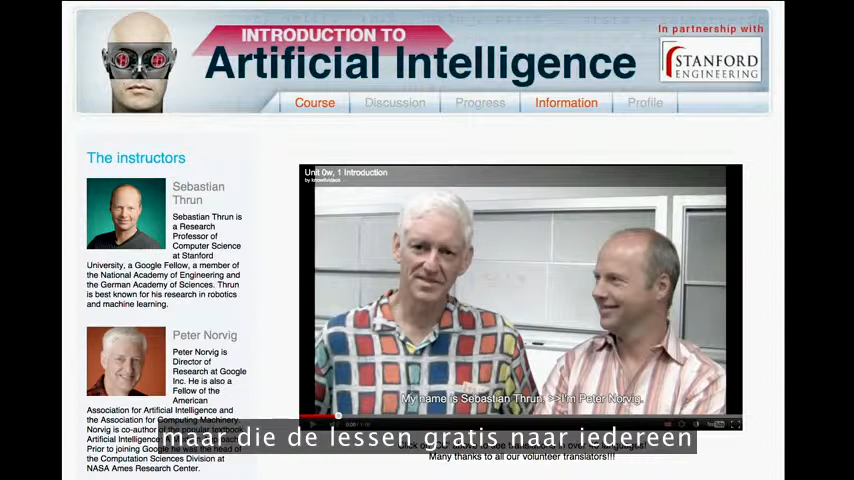 INTRODUCTION TO
Artificial Intelligence
In partnership with
STANFORD
ENGINEERING
Course
Discussion
Progress
Information
Profile
The instructors
Sebastian
Thrun
Sebastian Thrun is
a Research
Professor of
Computer Science
at Stanford
University, a Google Fellow, a member of
the National Academy of Engineering and
the German Academy of Sciences. Thrun
is best known for his research in robotics
and machine learning.
Peter Norvig
Peter Norvig is
Director of
Research at Google
Inc. He is also a
Fellow of the
American
Association for Artificial Intelligence and
the Association for Computing Machinery.
Norvig is co-author of the popular textbook
Artificial Intelligence:
Prior to joining Google he was the head of
the Computation Sciences Division at
NASA Ames Research Center.
Unit 0w, 1 Introduction
by knowitvideos
My name is Sebastian Thrun. >>I'm Peter Norvig.
maar die de lessen gratis naar iedereen
Many thanks to all our volunteer translators!!!